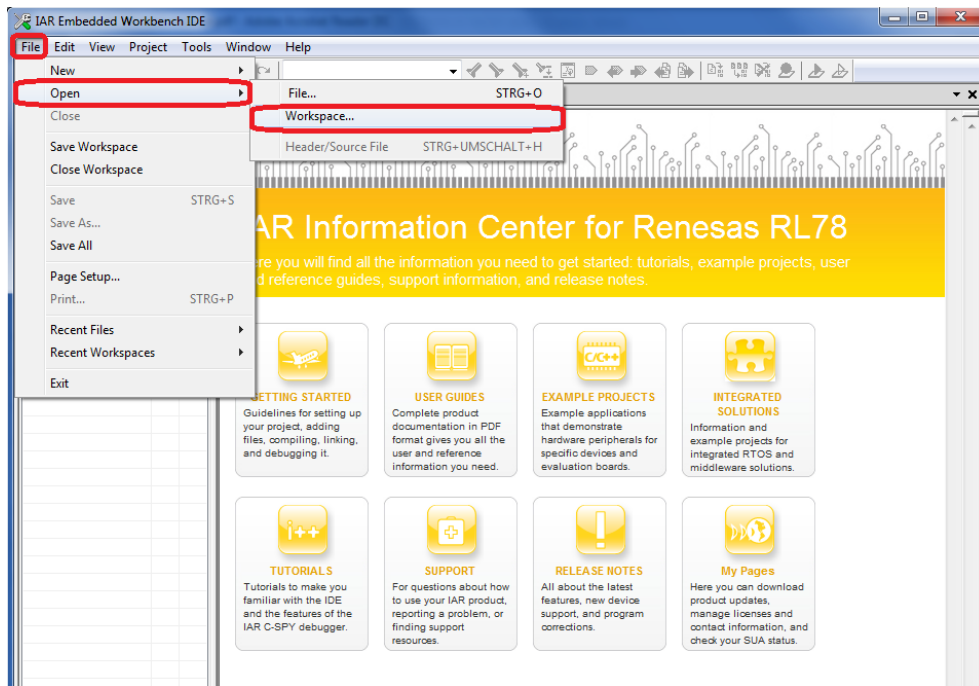 IAR Embedded Workbench IDE
File Edit View Project Tools Window Help
New
Open
Close
Save Workspace
Close Workspace
Save STRG+S
Save As...
Save All
Page Setup...
Print... STRG+P
Recent Files
Recent Workspaces
Exit
File... STRG+O
Workspace...
Header/Source File STRG+UMSCHALT+H
AR Information Center for Renesas RL78
re you will find all the information you need to get started: tutorials, example projects, user
d reference guides, support information, and release notes.
GETTING STARTED
Guidelines for setting up
your project, adding
files, compiling, linking,
and debugging it.
USER GUIDES
Complete product
documentation in PDF
format gives you all the
user and reference
information you need.
C/C++
EXAMPLE PROJECTS
Example applications
that demonstrate
hardware peripherals for
specific devices and
evaluation boards.
INTEGRATED
SOLUTIONS
Information and
example projects for
integrated RTOS and
middleware solutions.
i++
TUTORIALS
Tutorials to make you
familiar with the IDE
and the features of the
IAR C-SPY debugger.
SUPPORT
For questions about how
to use your IAR product,
reporting a problem, or
finding support
resources.
RELEASE NOTES
All about the latest
features, new device
support, and program
corrections.
My Pages
Here you can download
product updates,
manage licenses and
contact information, and
check your SUA status.